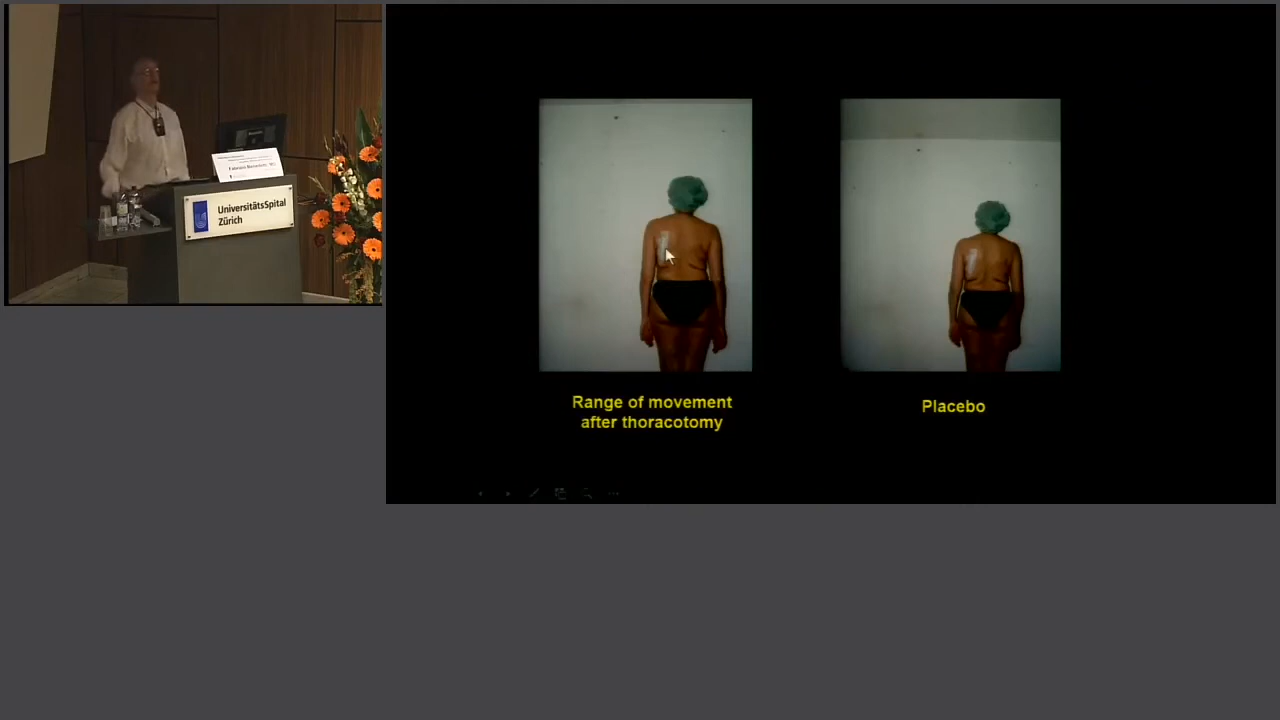 UniversitätsSpital
Zürich
Range of movement
after thoracotomy
Placebo